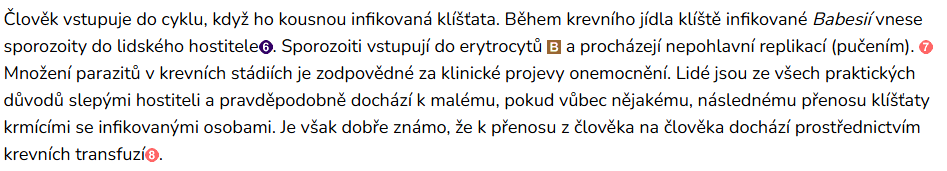 Člověk vstupuje do cyklu, když ho kousnou infikovaná klíšťata. Během krevního jídla klíště infikované Babesií vnese
sporozoity do lidského hostitele6. Sporozoiti vstupují do erytrocytů B a procházejí nepohlavní replikací (pučením). 7
Množení parazitů v krevních stádiích je zodpovědné za klinické projevy onemocnění. Lidé jsou ze všech praktických
důvodů slepými hostiteli a pravděpodobně dochází k malému, pokud vůbec nějakému, následnému přenosu klíšťaty
krmícími se infikovanými osobami. Je však dobře známo, že k přenosu z člověka na člověka dochází prostřednictvím
krevních transfuzí8.